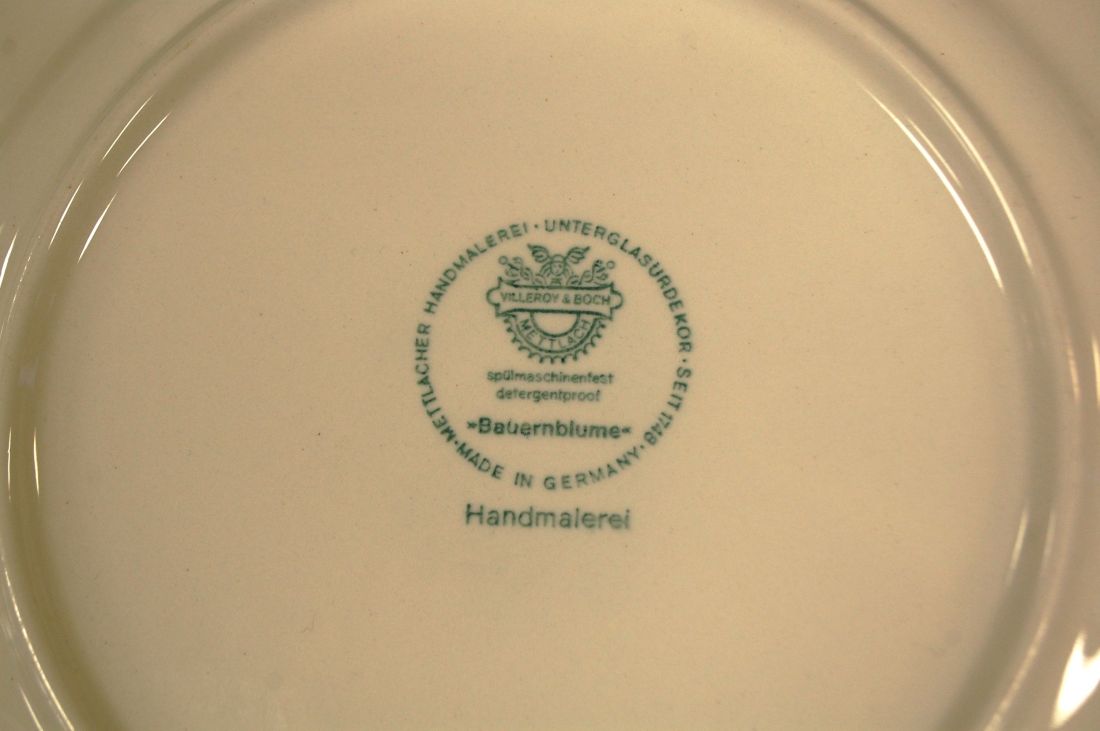 METTLACHER HANDMALEREI · UNTERGLASURDEKOR · SEIT 1748 · MADE IN GERMANY ·
VILLEROY & BOCH
METTLACH
spülmaschinenfest
detergentproof
»Bauernblume«
Handmalerei